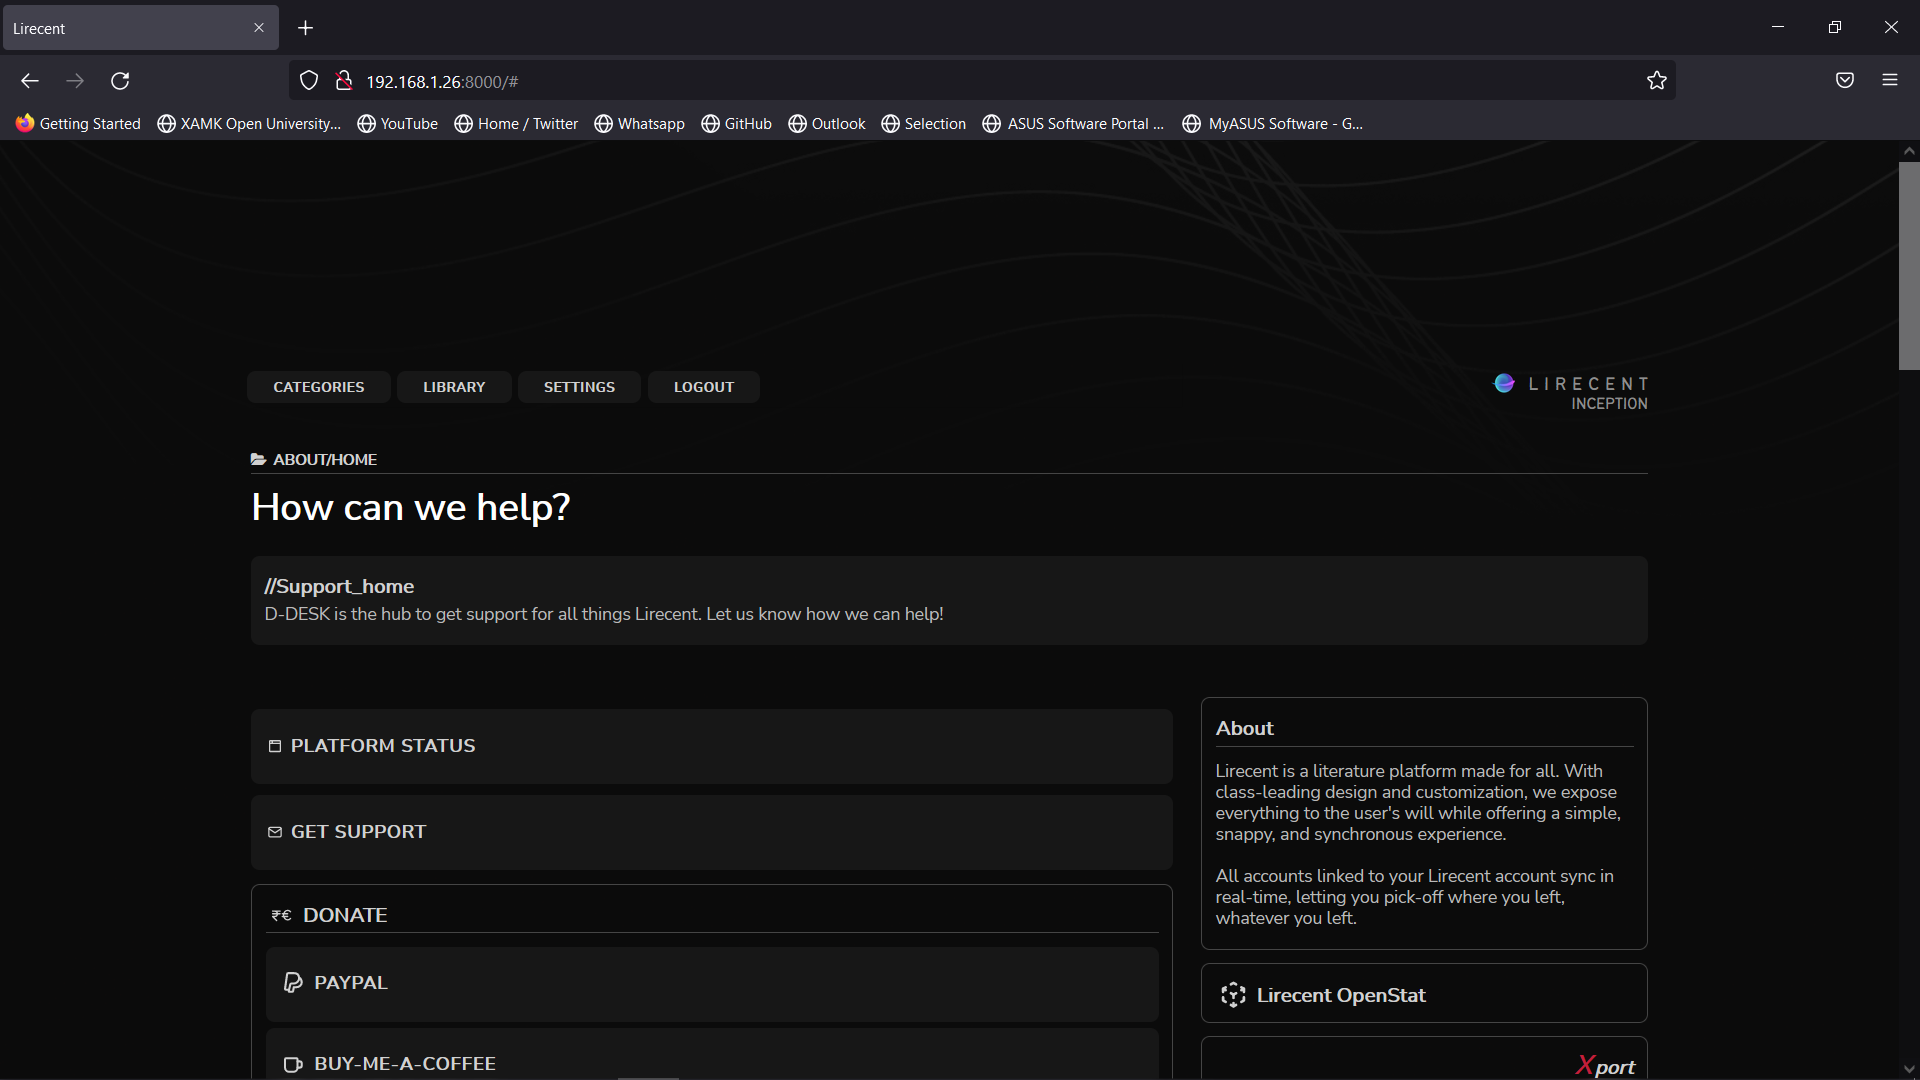 Lirecent
192.168.1.26:8000/#
Getting Started XAMK Open University... YouTube Home / Twitter Whatsapp GitHub Outlook Selection ASUS Software Portal ... MyASUS Software - G...
CATEGORIES LIBRARY SETTINGS LOGOUT
LIRECENT
INCEPTION
ABOUT/HOME
How can we help?
//Support_home
D-DESK is the hub to get support for all things Lirecent. Let us know how we can help!
PLATFORM STATUS
GET SUPPORT
₹€ DONATE
PAYPAL
BUY-ME-A-COFFEE
About
Lirecent is a literature platform made for all. With
class-leading design and customization, we expose
everything to the user's will while offering a simple,
snappy, and synchronous experience.
All accounts linked to your Lirecent account sync in
real-time, letting you pick-off where you left,
whatever you left.
Lirecent OpenStat
Xport